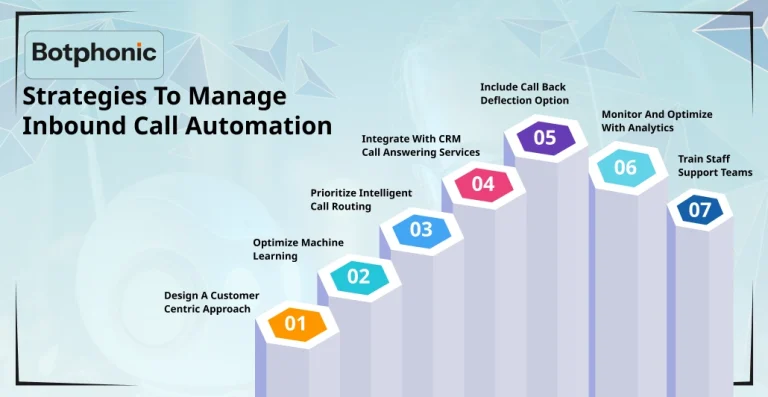 Botphonic
Strategies To Manage
Inbound Call Automation
01
Design A Customer
Centric Approach
02
Optimize Machine
Learning
03
Prioritize Intelligent
Call Routing
04
Integrate With CRM
Call Answering Services
05
Include Call Back
Deflection Option
06
Monitor And Optimize
With Analytics
07
Train Staff
Support Teams